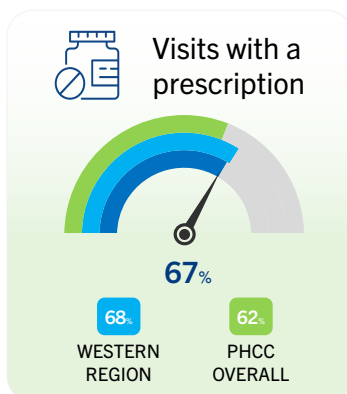 Visits with a
prescription
67%
68%
62%
WESTERN
REGION
PHCC
OVERALL